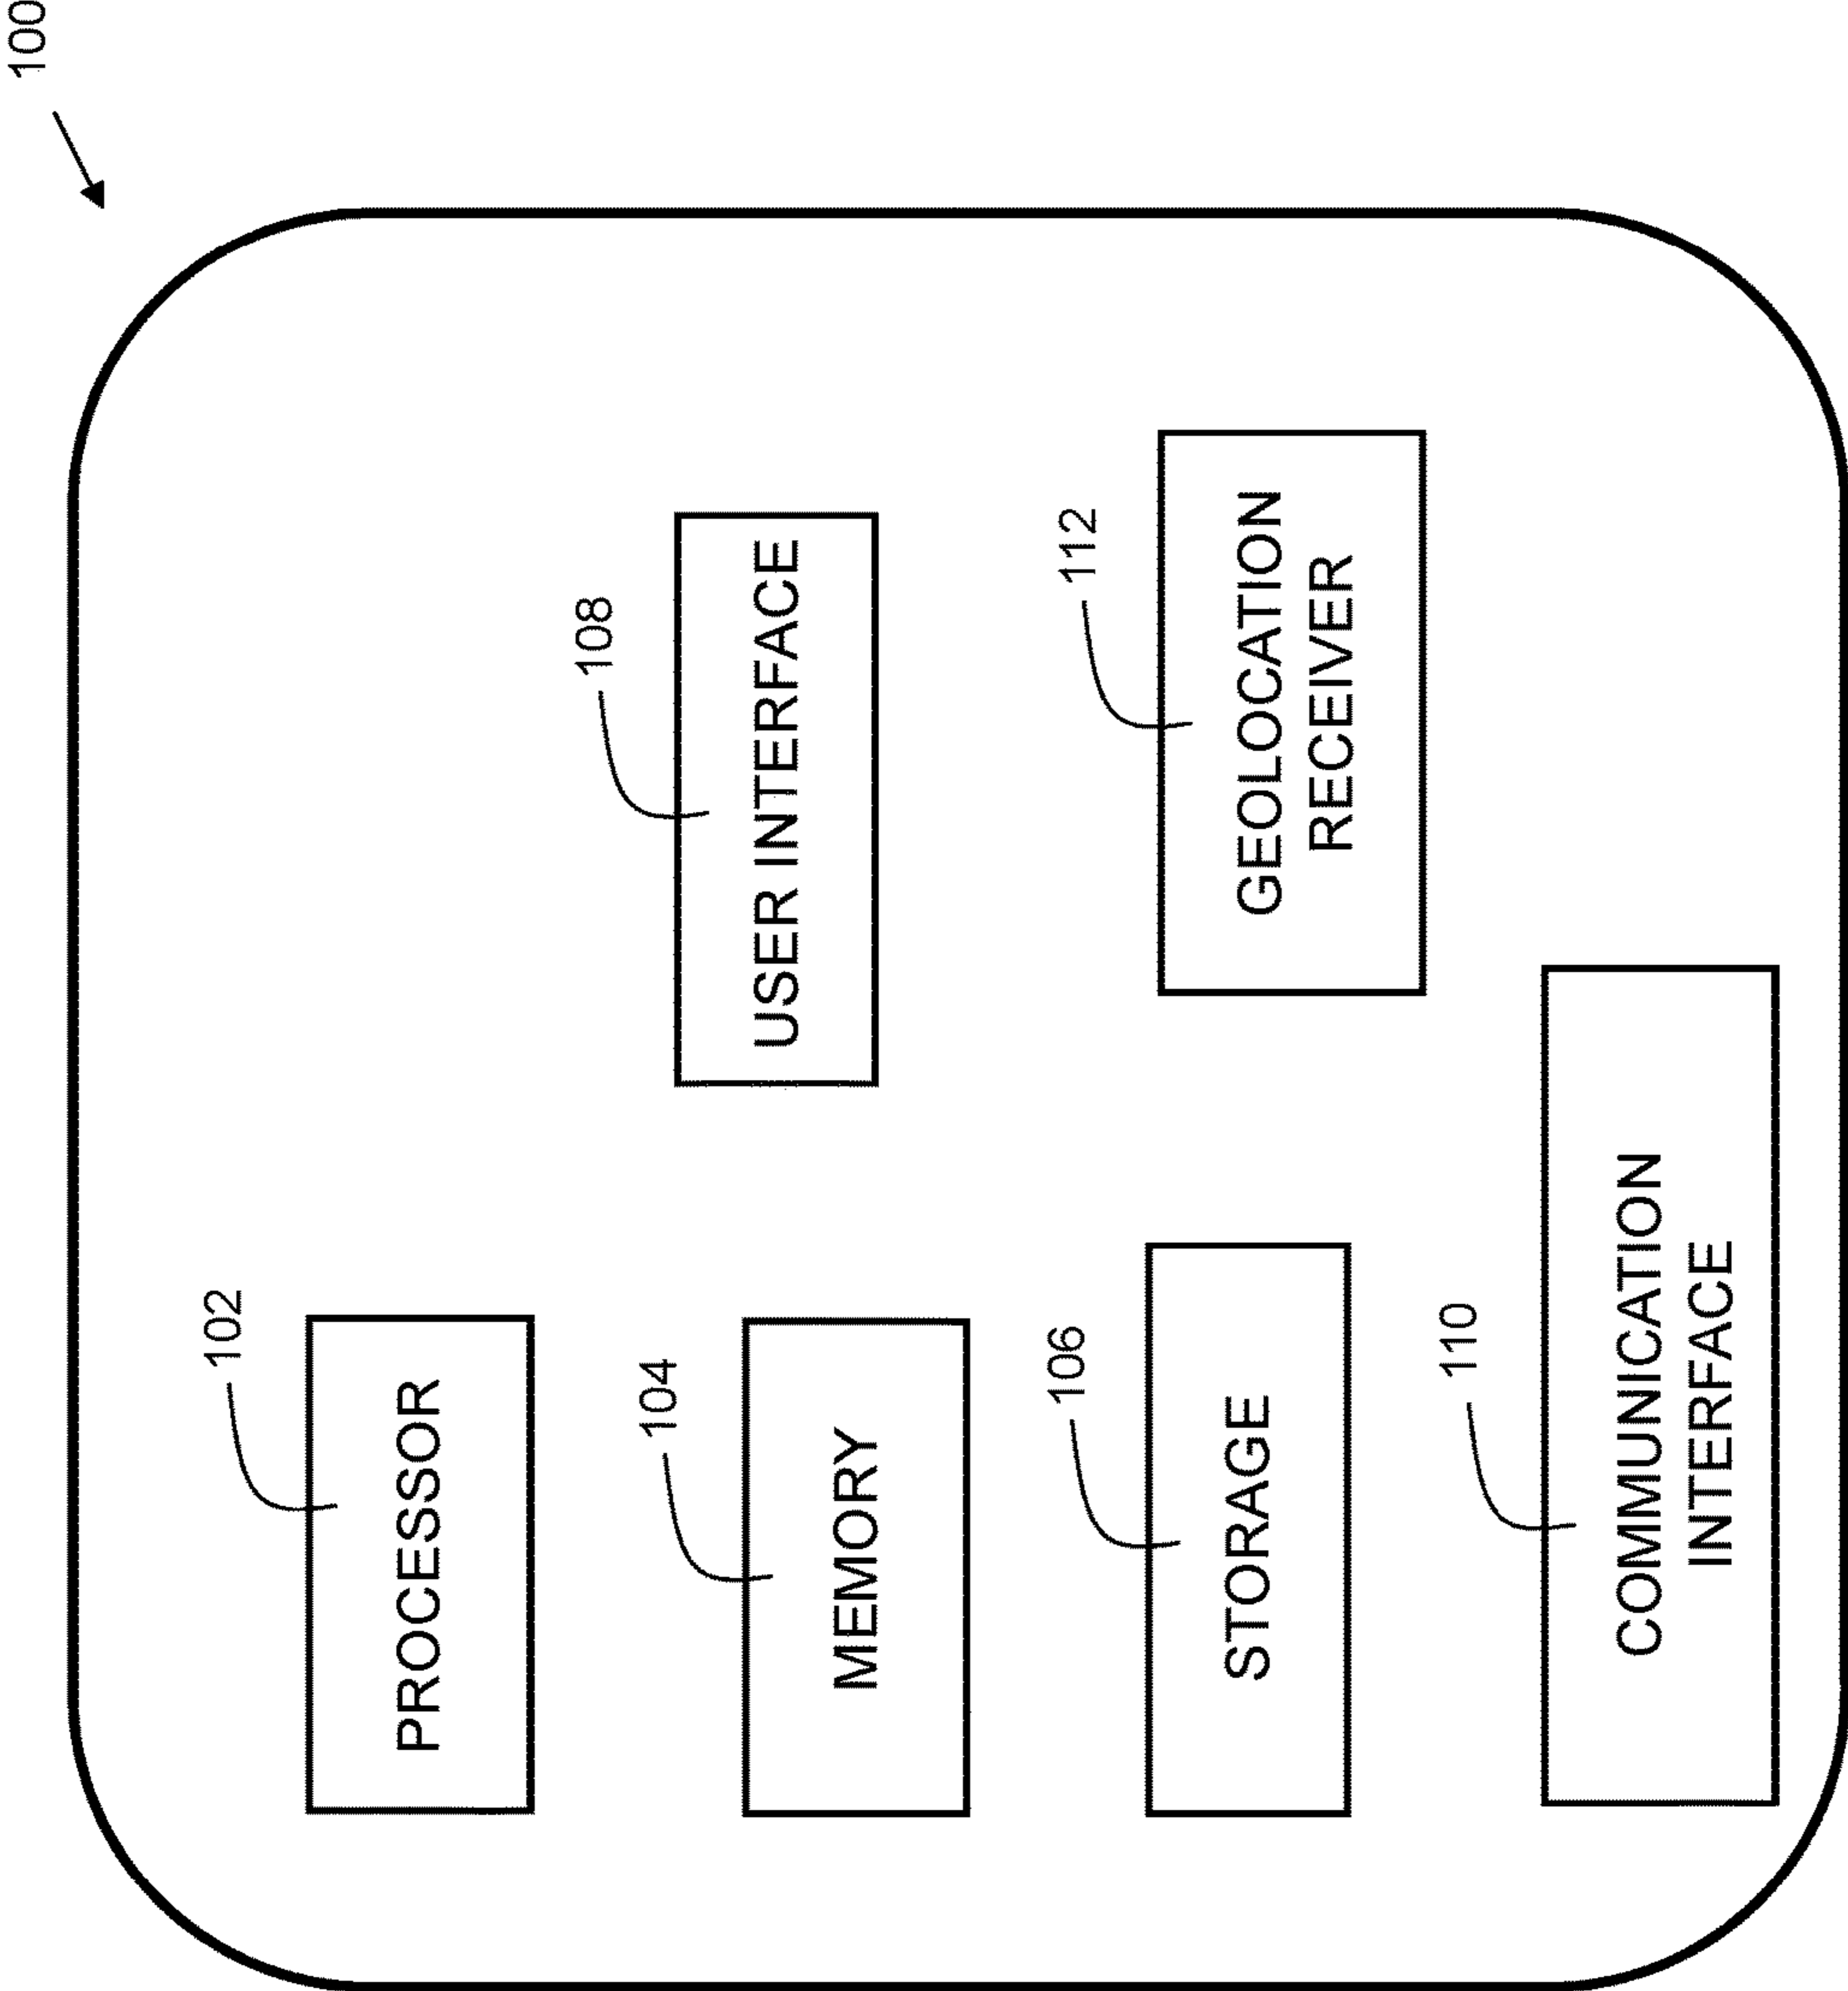 100
102
PROCESSOR
104
MEMORY
106
STORAGE
110
COMMUNICATION
INTERFACE
108
USER INTERFACE
112
GEOLOCATION
RECEIVER